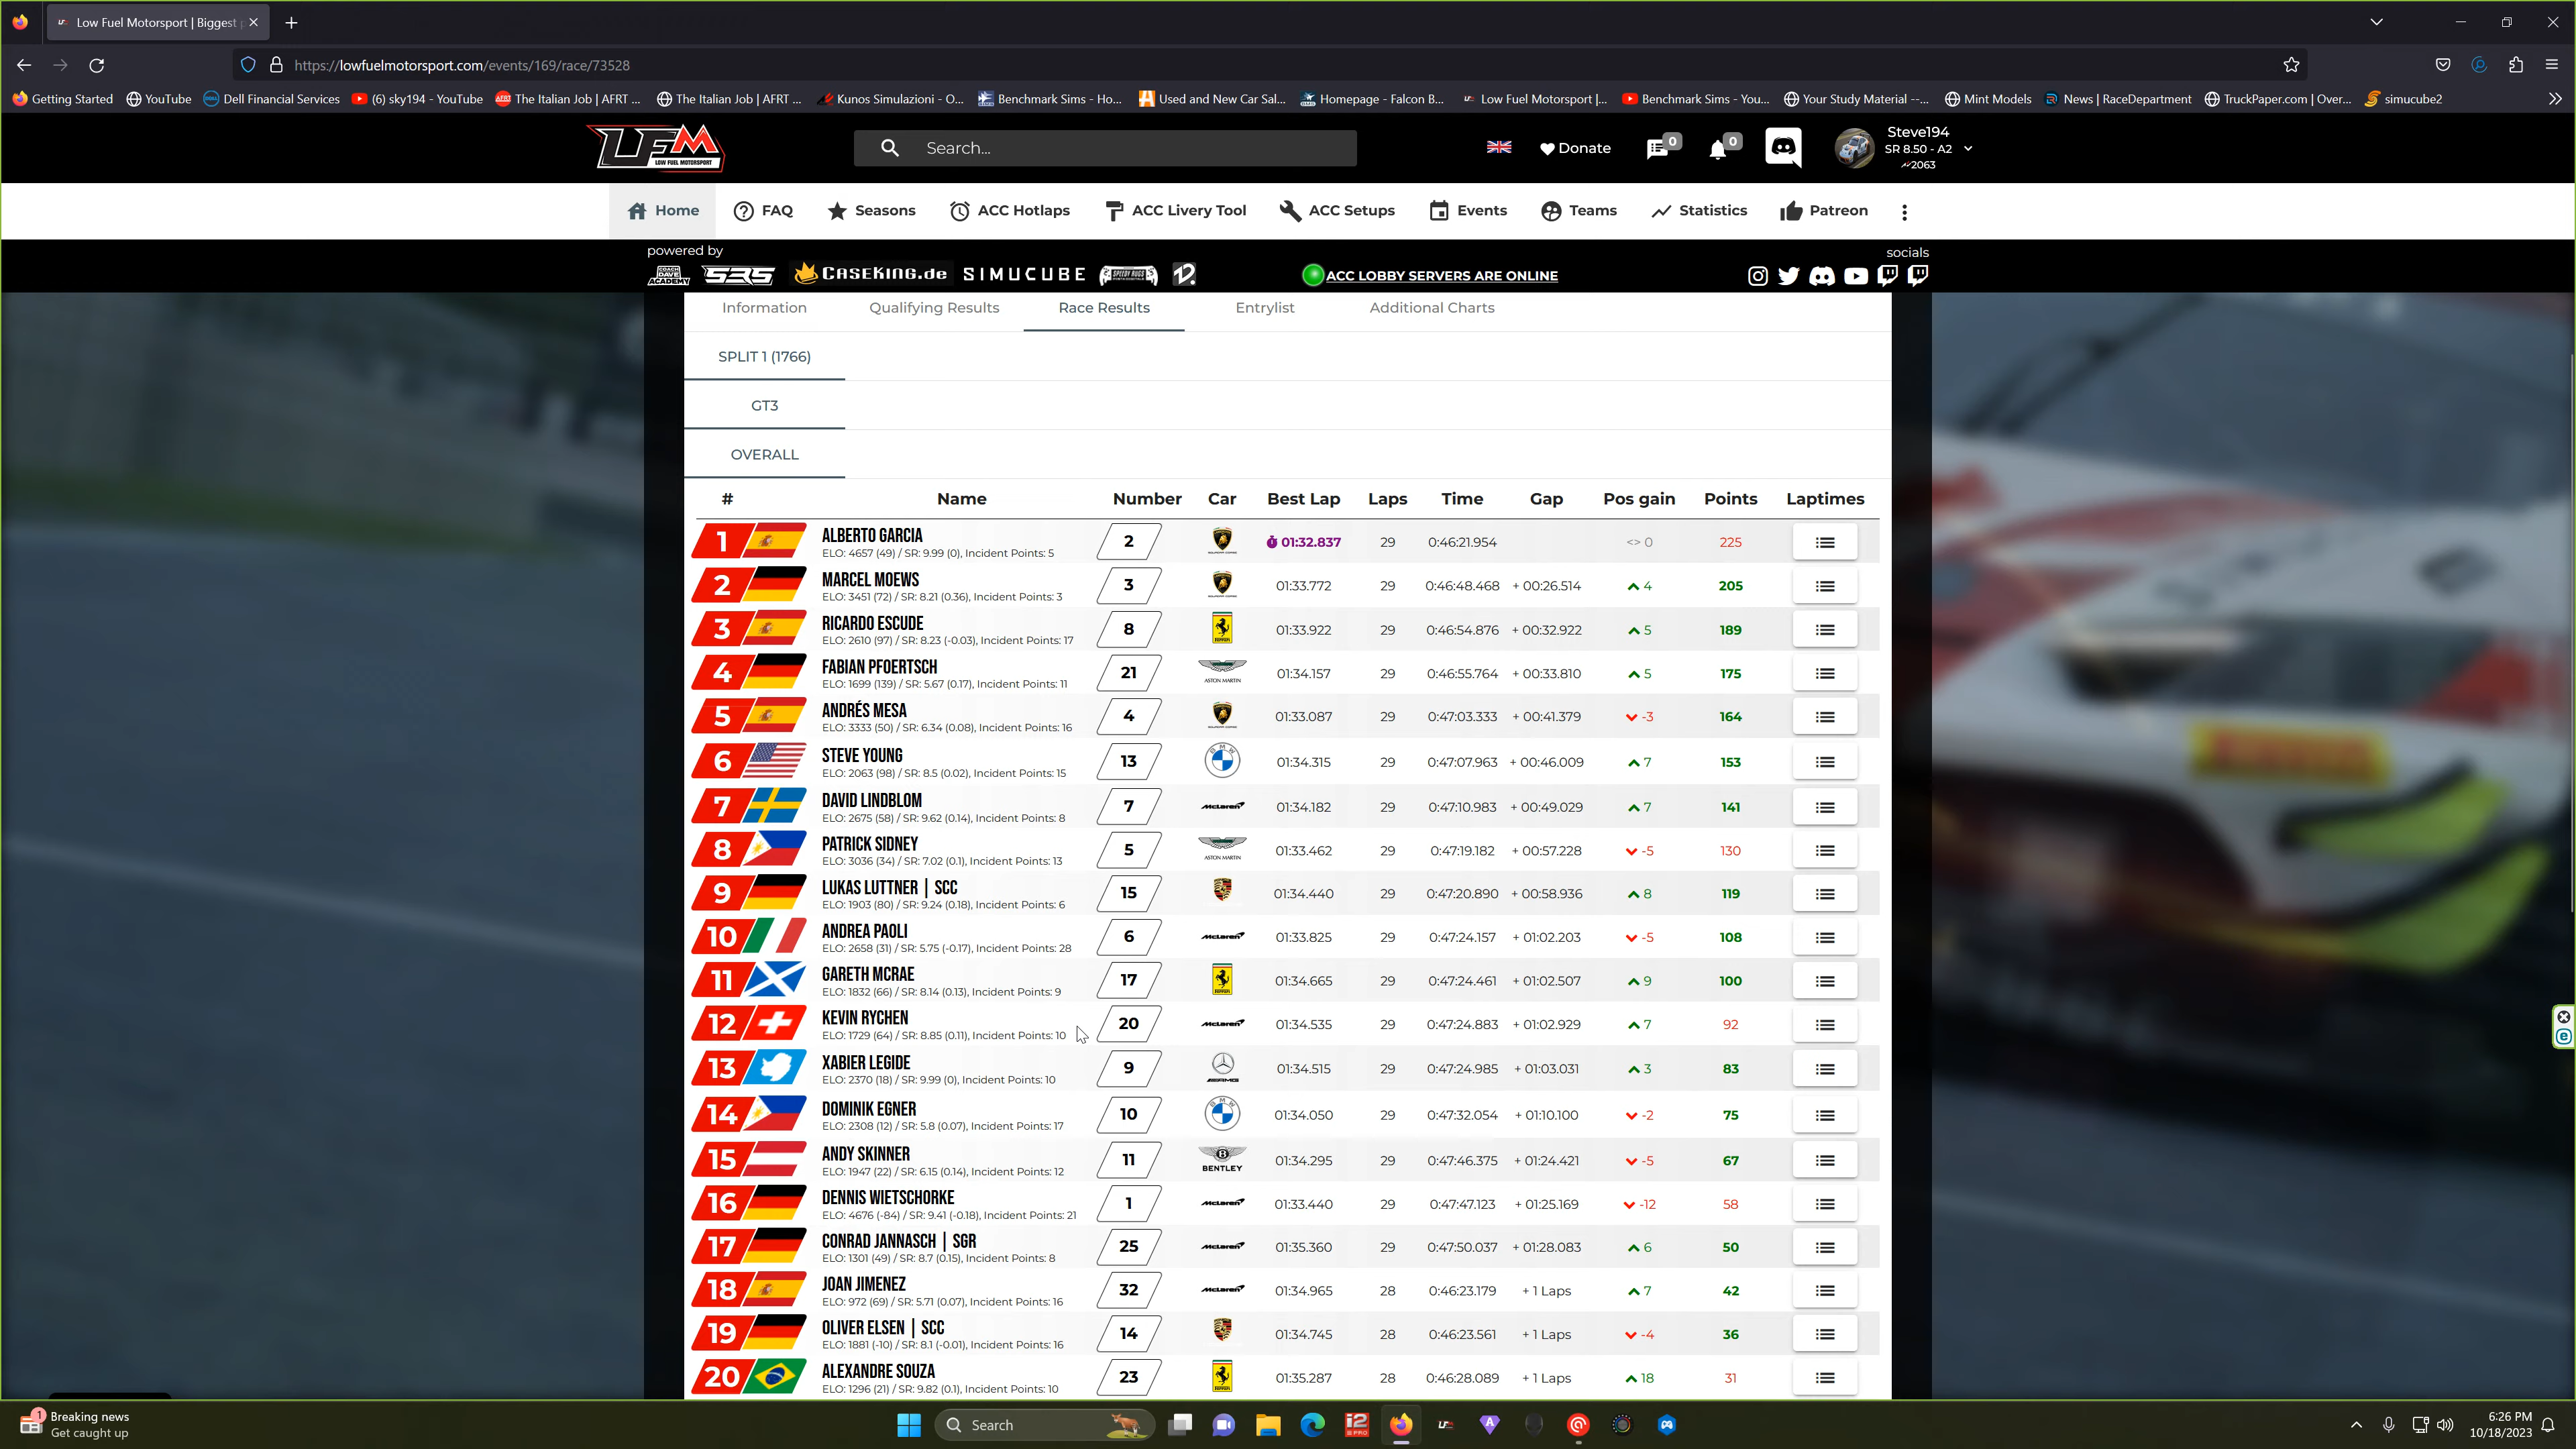 Low Fuel Motorsport | Biggest p
https://lowfuelmotorsport.com/events/169/race/73528
Getting Started YouTube Dell Financial Services (6) sky194 - YouTube The Italian Job | AFRT ... The Italian Job | AFRT ... Kunos Simulazioni - O... Benchmark Sims - Ho... Used and New Car Sal... Homepage - Falcon B... Low Fuel Motorsport |... Benchmark Sims - You... Your Study Material --... Mint Models News | RaceDepartment TruckPaper.com | Over... simucube2
LFM LOW FUEL MOTORSPORT Search... Donate 0 0 Steve194
SR 8.50 - A2
2063
Home FAQ Seasons ACC Hotlaps ACC Livery Tool ACC Setups Events Teams Statistics Patreon
powered by socials
COACH DAVE ACADEMY CASEKING.de SIMUCUBE ACC LOBBY SERVERS ARE ONLINE
Information Qualifying Results Race Results Entrylist Additional Charts
SPLIT 1 (1766)
GT3
OVERALL
# Name Number Car Best Lap Laps Time Gap Pos gain Points Laptimes
1 ALBERTO GARCIA 2 01:32.837 29 0:46:21.954 <> 0 225
ELO: 4657 (49) / SR: 9.99 (0), Incident Points: 5
2 MARCEL MOEWS 3 01:33.772 29 0:46:48.468 + 00:26.514 4 205
ELO: 3451 (72) / SR: 8.21 (0.36), Incident Points: 3
3 RICARDO ESCUDE 8 01:33.922 29 0:46:54.876 + 00:32.922 5 189
ELO: 2610 (97) / SR: 8.23 (-0.03), Incident Points: 17
4 FABIAN PFOERTSCH 21 ASTON MARTIN 01:34.157 29 0:46:55.764 + 00:33.810 5 175
ELO: 1699 (139) / SR: 5.67 (0.17), Incident Points: 11
5 ANDRÉS MESA 4 01:33.087 29 0:47:03.333 + 00:41.379 -3 164
ELO: 3333 (50) / SR: 6.34 (0.08), Incident Points: 16
6 STEVE YOUNG 13 BMW 01:34.315 29 0:47:07.963 + 00:46.009 7 153
ELO: 2063 (98) / SR: 8.5 (0.02), Incident Points: 15
7 DAVID LINDBLOM 7 McLaren 01:34.182 29 0:47:10.983 + 00:49.029 7 141
ELO: 2675 (58) / SR: 9.62 (0.14), Incident Points: 8
8 PATRICK SIDNEY 5 ASTON MARTIN 01:33.462 29 0:47:19.182 + 00:57.228 -5 130
ELO: 3036 (34) / SR: 7.02 (0.1), Incident Points: 13
9 LUKAS LUTTNER | SCC 15 01:34.440 29 0:47:20.890 + 00:58.936 8 119
ELO: 1903 (80) / SR: 9.24 (0.18), Incident Points: 6
10 ANDREA PAOLI 6 McLaren 01:33.825 29 0:47:24.157 + 01:02.203 -5 108
ELO: 2658 (31) / SR: 5.75 (-0.17), Incident Points: 28
11 GARETH MCRAE 17 01:34.665 29 0:47:24.461 + 01:02.507 9 100
ELO: 1832 (66) / SR: 8.14 (0.13), Incident Points: 9
12 KEVIN RYCHEN 20 McLaren 01:34.535 29 0:47:24.883 + 01:02.929 7 92
ELO: 1729 (64) / SR: 8.85 (0.11), Incident Points: 10
13 XABIER LEGIDE 9 AMG 01:34.515 29 0:47:24.985 + 01:03.031 3 83
ELO: 2370 (18) / SR: 9.99 (0), Incident Points: 10
14 DOMINIK EGNER 10 BMW 01:34.050 29 0:47:32.054 + 01:10.100 -2 75
ELO: 2308 (12) / SR: 5.8 (0.07), Incident Points: 17
15 ANDY SKINNER 11 BENTLEY 01:34.295 29 0:47:46.375 + 01:24.421 -5 67
ELO: 1947 (22) / SR: 6.15 (0.14), Incident Points: 12
16 DENNIS WIETSCHORKE 1 McLaren 01:33.440 29 0:47:47.123 + 01:25.169 -12 58
ELO: 4676 (-84) / SR: 9.41 (-0.18), Incident Points: 21
17 CONRAD JANNASCH | SGR 25 McLaren 01:35.360 29 0:47:50.037 + 01:28.083 6 50
ELO: 1301 (49) / SR: 8.7 (0.15), Incident Points: 8
18 JOAN JIMENEZ 32 McLaren 01:34.965 28 0:46:23.179 + 1 Laps 7 42
ELO: 972 (69) / SR: 5.71 (0.07), Incident Points: 16
19 OLIVER ELSEN | SCC 14 01:34.745 28 0:46:23.561 + 1 Laps -4 36
ELO: 1881 (-10) / SR: 8.1 (-0.01), Incident Points: 16
20 ALEXANDRE SOUZA 23 01:35.287 28 0:46:28.089 + 1 Laps 18 31
ELO: 1296 (21) / SR: 9.82 (0.1), Incident Points: 10
1 Breaking news
Get caught up
Search
6:26 PM
10/18/2023